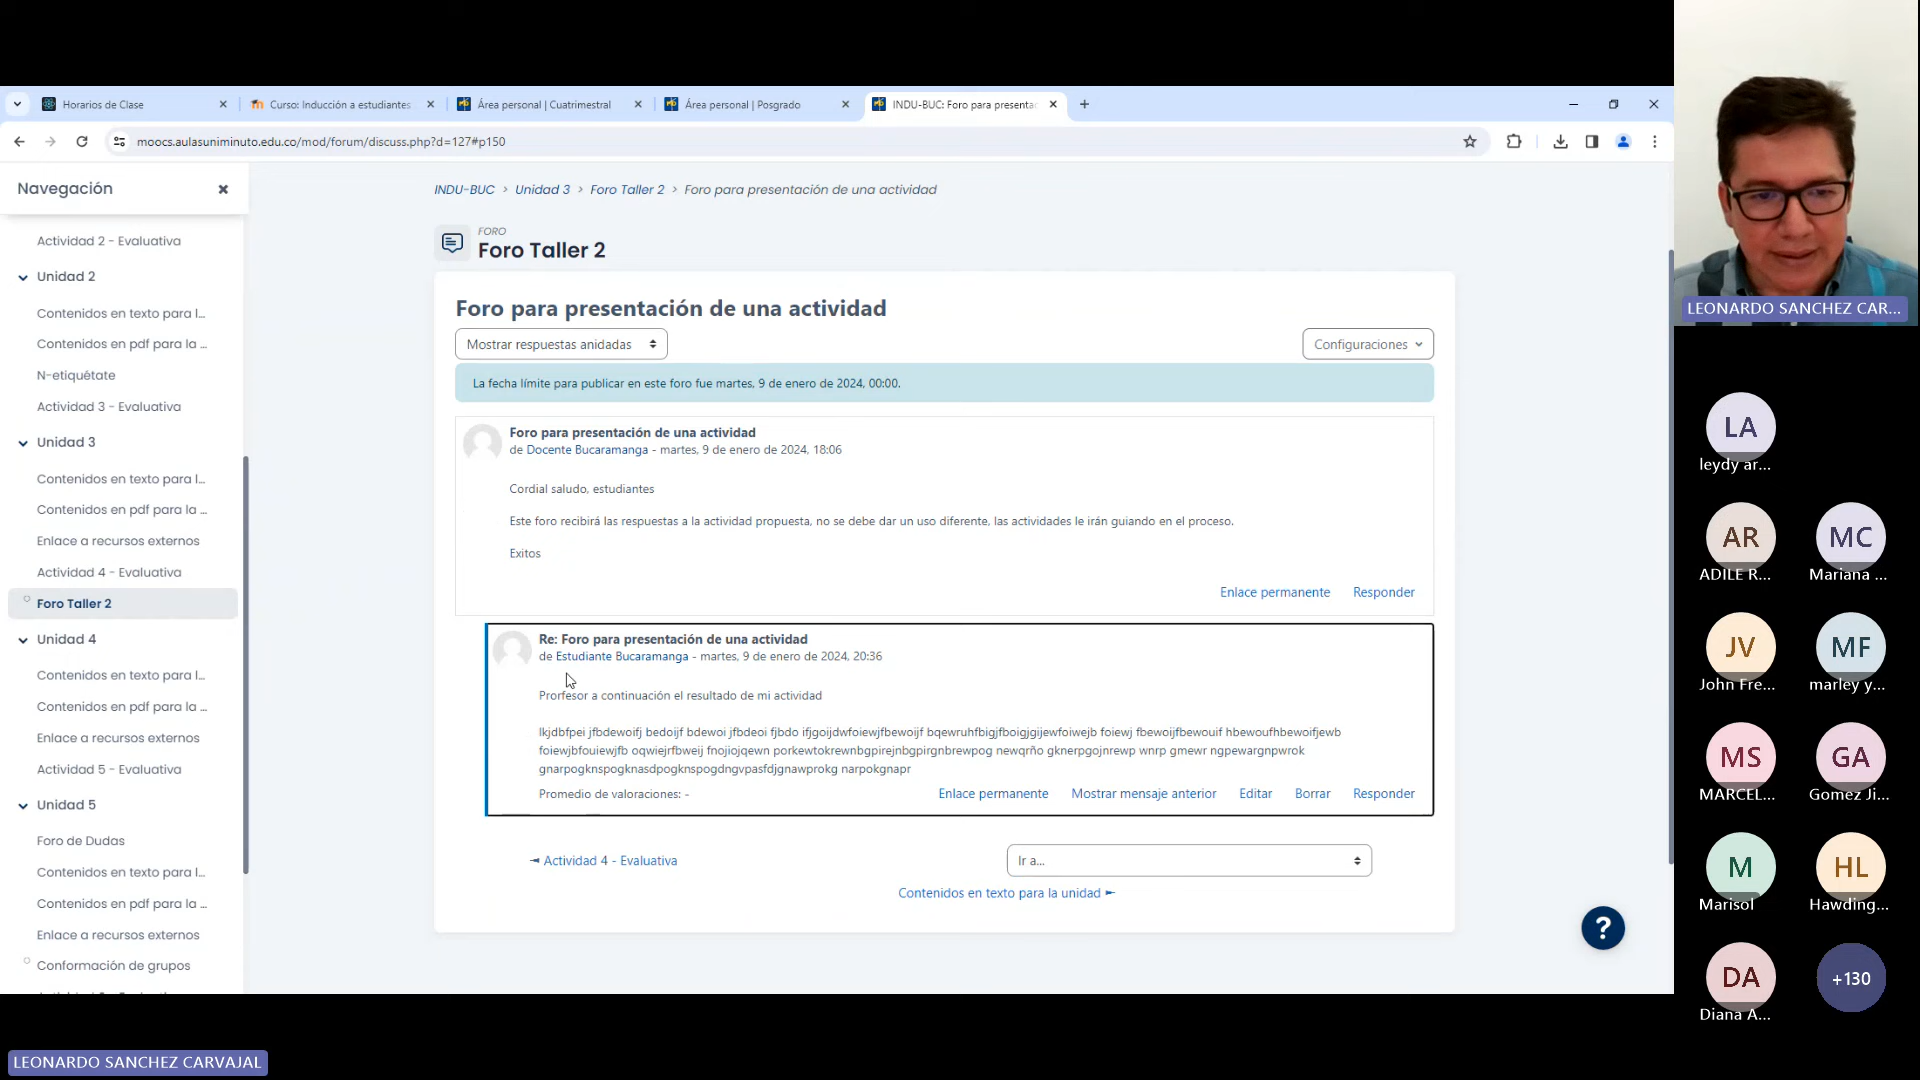 Horarios de Clase
Curso: Inducción a estudiantes
Área personal | Cuatrimestral
Área personal | Posgrado
INDU-BUC: Foro para presenta
moocs.aulasuniminuto.edu.co/mod/forum/discuss.php?d=127#p150
Navegación
Actividad 2 - Evaluativa
Unidad 2
Contenidos en texto para l...
Contenidos en pdf para la ...
N-etiquétate
Actividad 3 - Evaluativa
Unidad 3
Contenidos en texto para l...
Contenidos en pdf para la ...
Enlace a recursos externos
Actividad 4 - Evaluativa
Foro Taller 2
Unidad 4
Contenidos en texto para l...
Contenidos en pdf para la ...
Enlace a recursos externos
Actividad 5 - Evaluativa
Unidad 5
Foro de Dudas
Contenidos en texto para l...
Contenidos en pdf para la ...
Enlace a recursos externos
Conformación de grupos
INDU-BUC > Unidad 3 > Foro Taller 2 > Foro para presentación de una actividad
FORO
Foro Taller 2
Foro para presentación de una actividad
Mostrar respuestas anidadas
Configuraciones
La fecha límite para publicar en este foro fue martes, 9 de enero de 2024, 00:00.
Foro para presentación de una actividad
de Docente Bucaramanga - martes, 9 de enero de 2024, 18:06
Cordial saludo, estudiantes
Este foro recibirá las respuestas a la actividad propuesta, no se debe dar un uso diferente, las actividades le irán guiando en el proceso.
Exitos
Enlace permanente Responder
Re: Foro para presentación de una actividad
de Estudiante Bucaramanga - martes, 9 de enero de 2024, 20:36
Prorfesor a continuación el resultado de mi actividad
lkjdbfpei jfbdewoifj bedoijf bdewoi jfbdeoi fjbdo ifjgoijdwfoiewjfbewoijf bqewruhfbigjfboigjgijewfoiwejb foiewj fbewoijfbewouif hbewoufhbewoifjewb
foiewjbfouiewjfb oqwiejrfbweij fnojiojqewn porkewtokrewnbgpirejnbgpirgnbrewpog newqrño gknerpgojnrewp wnrp gmewr ngpewargnpwrok
gnarpogknspogknasdpogknspogdngvpasfdjgnawprokg narpokgnapr
Promedio de valoraciones: -
Enlace permanente Mostrar mensaje anterior Editar Borrar Responder
◄ Actividad 4 - Evaluativa
Ir a...
Contenidos en texto para la unidad ►
?
LEONARDO SANCHEZ CAR...
LA
leydy ar...
AR
ADILE R...
MC
Mariana ...
JV
John Fre...
MF
marley y...
MS
MARCEL...
GA
Gomez Ji...
M
Marisol
HL
Hawding...
DA
Diana A...
+130
LEONARDO SANCHEZ CARVAJAL